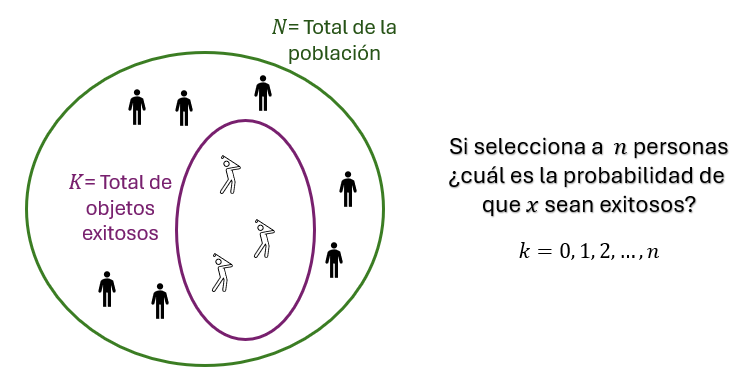 N= Total de la
población
K= Total de
objetos
exitosos
Si selecciona a n personas
¿cuál es la probabilidad de
que x sean exitosos?
k = 0, 1, 2, ..., n